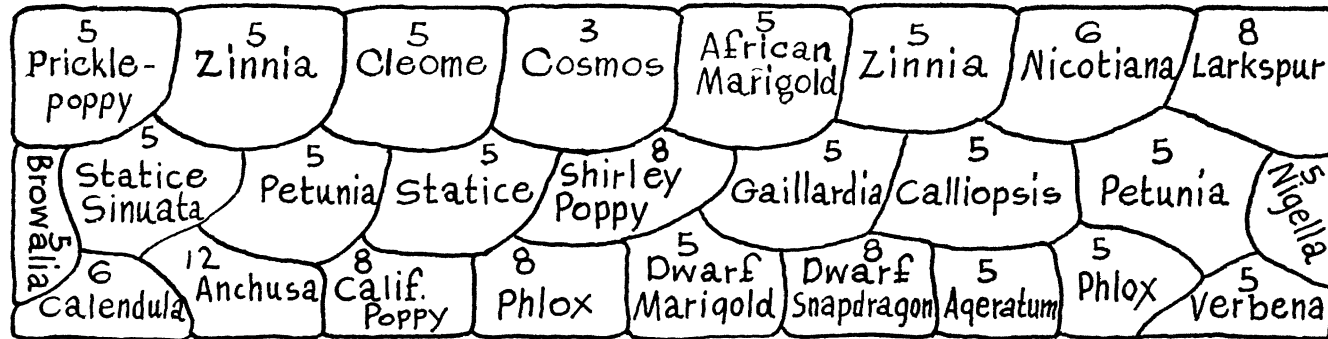 5
Prickle-
poppy
5
Zinnia
5
Cleome
3
Cosmos
5
African
Marigold
5
Zinnia
6
Nicotiana
8
Larkspur
Browallia
5
5
Statice
Sinuata
5
Petunia
5
Statice
8
Shirley
Poppy
5
Gaillardia
5
Calliopsis
5
Petunia
5
Nigella
6
Calendula
12
Anchusa
8
Calif.
Poppy
8
Phlox
5
Dwarf
Marigold
8
Dwarf
Snapdragon
5
Ageratum
5
Phlox
5
Verbena